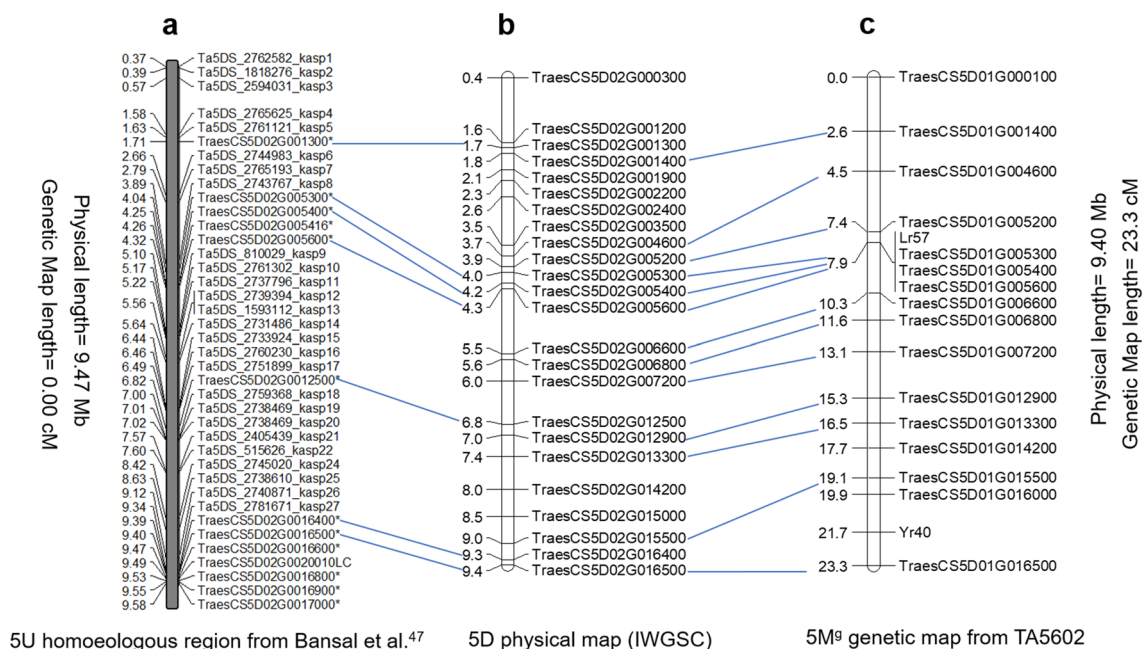 a
Physical length= 9.47 Mb
Genetic Map length= 0.00 cM
0.37 Ta5DS_2762582_kasp1
0.39 Ta5DS_1818276_kasp2
0.57 Ta5DS_2594031_kasp3
1.58 Ta5DS_2765625_kasp4
1.63 Ta5DS_2761121_kasp5
1.71 TraesCS5D02G001300*
2.66 Ta5DS_2744983_kasp6
2.79 Ta5DS_2765193_kasp7
3.89 Ta5DS_2743767_kasp8
4.04 TraesCS5D02G005300*
4.25 TraesCS5D02G005400*
4.26 TraesCS5D02G005416*
4.32 TraesCS5D02G005600*
5.10 Ta5DS_810029_kasp9
5.17 Ta5DS_2761302_kasp10
5.22 Ta5DS_2737796_kasp11
5.56 Ta5DS_2739394_kasp12
Ta5DS_1593112_kasp13
5.64 Ta5DS_2731486_kasp14
6.44 Ta5DS_2733924_kasp15
6.46 Ta5DS_2760230_kasp16
6.49 Ta5DS_2751899_kasp17
6.82 TraesCS5D02G0012500*
7.00 Ta5DS_2759368_kasp18
7.01 Ta5DS_2738469_kasp19
7.02 Ta5DS_2738469_kasp20
7.57 Ta5DS_2405439_kasp21
7.60 Ta5DS_515626_kasp22
8.42 Ta5DS_2745020_kasp24
8.63 Ta5DS_2738610_kasp25
9.12 Ta5DS_2740871_kasp26
9.34 Ta5DS_2781671_kasp27
9.39 TraesCS5D02G0016400*
9.40 TraesCS5D02G0016500*
9.47 TraesCS5D02G0016600*
9.49 TraesCS5D02G0020010LC
9.53 TraesCS5D02G0016800*
9.55 TraesCS5D02G0016900*
9.58 TraesCS5D02G0017000*
5U homoeologous region from Bansal et al.47
b
0.4 TraesCS5D02G000300
1.6 TraesCS5D02G001200
1.7 TraesCS5D02G001300
1.8 TraesCS5D02G001400
2.1 TraesCS5D02G001900
2.3 TraesCS5D02G002200
2.6 TraesCS5D02G002400
3.5 TraesCS5D02G003500
3.7 TraesCS5D02G004600
3.9 TraesCS5D02G005200
4.0 TraesCS5D02G005300
4.2 TraesCS5D02G005400
4.3 TraesCS5D02G005600
5.5 TraesCS5D02G006600
5.6 TraesCS5D02G006800
6.0 TraesCS5D02G007200
6.8 TraesCS5D02G012500
7.0 TraesCS5D02G012900
7.4 TraesCS5D02G013300
8.0 TraesCS5D02G014200
8.5 TraesCS5D02G015000
9.0 TraesCS5D02G015500
9.3 TraesCS5D02G016400
9.4 TraesCS5D02G016500
5D physical map (IWGSC)
c
0.0 TraesCS5D01G000100
2.6 TraesCS5D01G001400
4.5 TraesCS5D01G004600
7.4 TraesCS5D01G005200
Lr57
7.9 TraesCS5D01G005300
TraesCS5D01G005400
TraesCS5D01G005600
10.3 TraesCS5D01G006600
11.6 TraesCS5D01G006800
13.1 TraesCS5D01G007200
15.3 TraesCS5D01G012900
16.5 TraesCS5D01G013300
17.7 TraesCS5D01G014200
19.1 TraesCS5D01G015500
19.9 TraesCS5D01G016000
21.7 Yr40
23.3 TraesCS5D01G016500
Physical length= 9.40 Mb
Genetic Map length= 23.3 cM
5Mg genetic map from TA5602